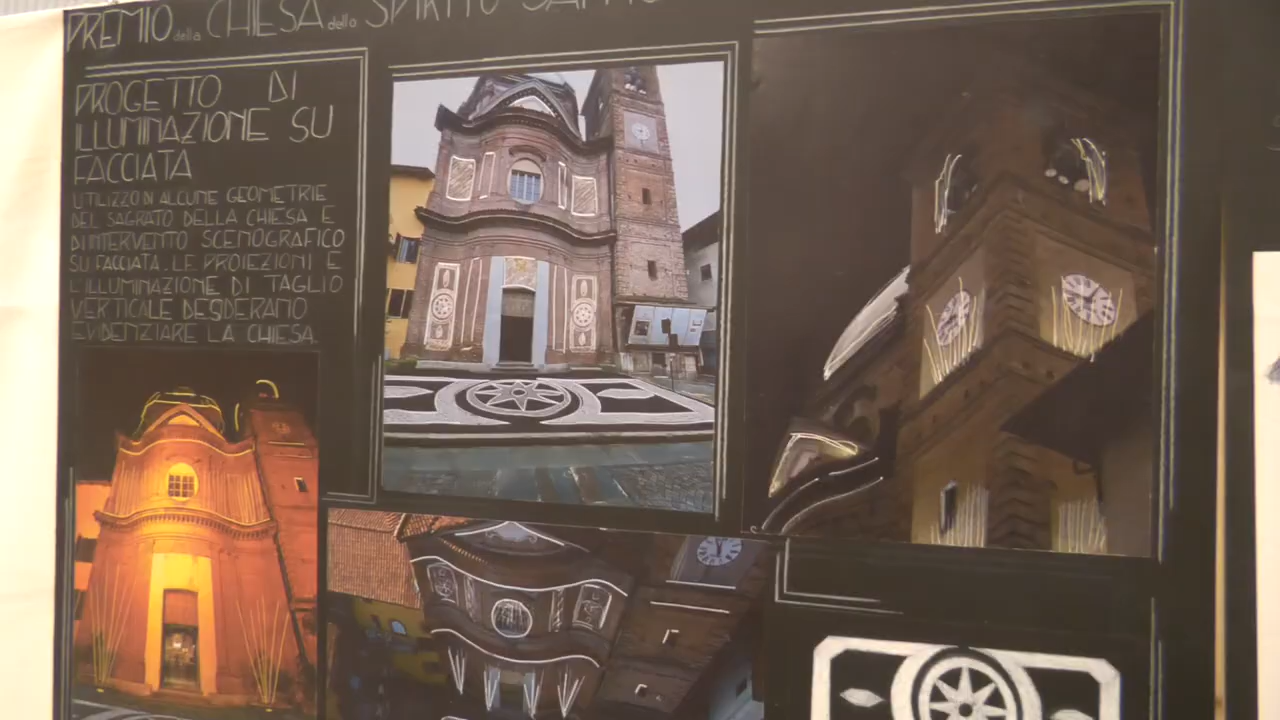 PREMIO della CHIESA dello SPIRITO
PROGETTO DI
ILLUMINAZIONE SU
FACCIATA
UTILIZZO DI ALCUNE GEOMETRIE
DEL SAGRATO DELLA CHIESA E
DI INTERVENTO SCENOGRAFICO
SU FACCIATA. LE PROIEZIONI E
L'ILLUMINAZIONE DI TAGLIO
VERTICALE DESIDERANO
EVIDENZIARE LA CHIESA.